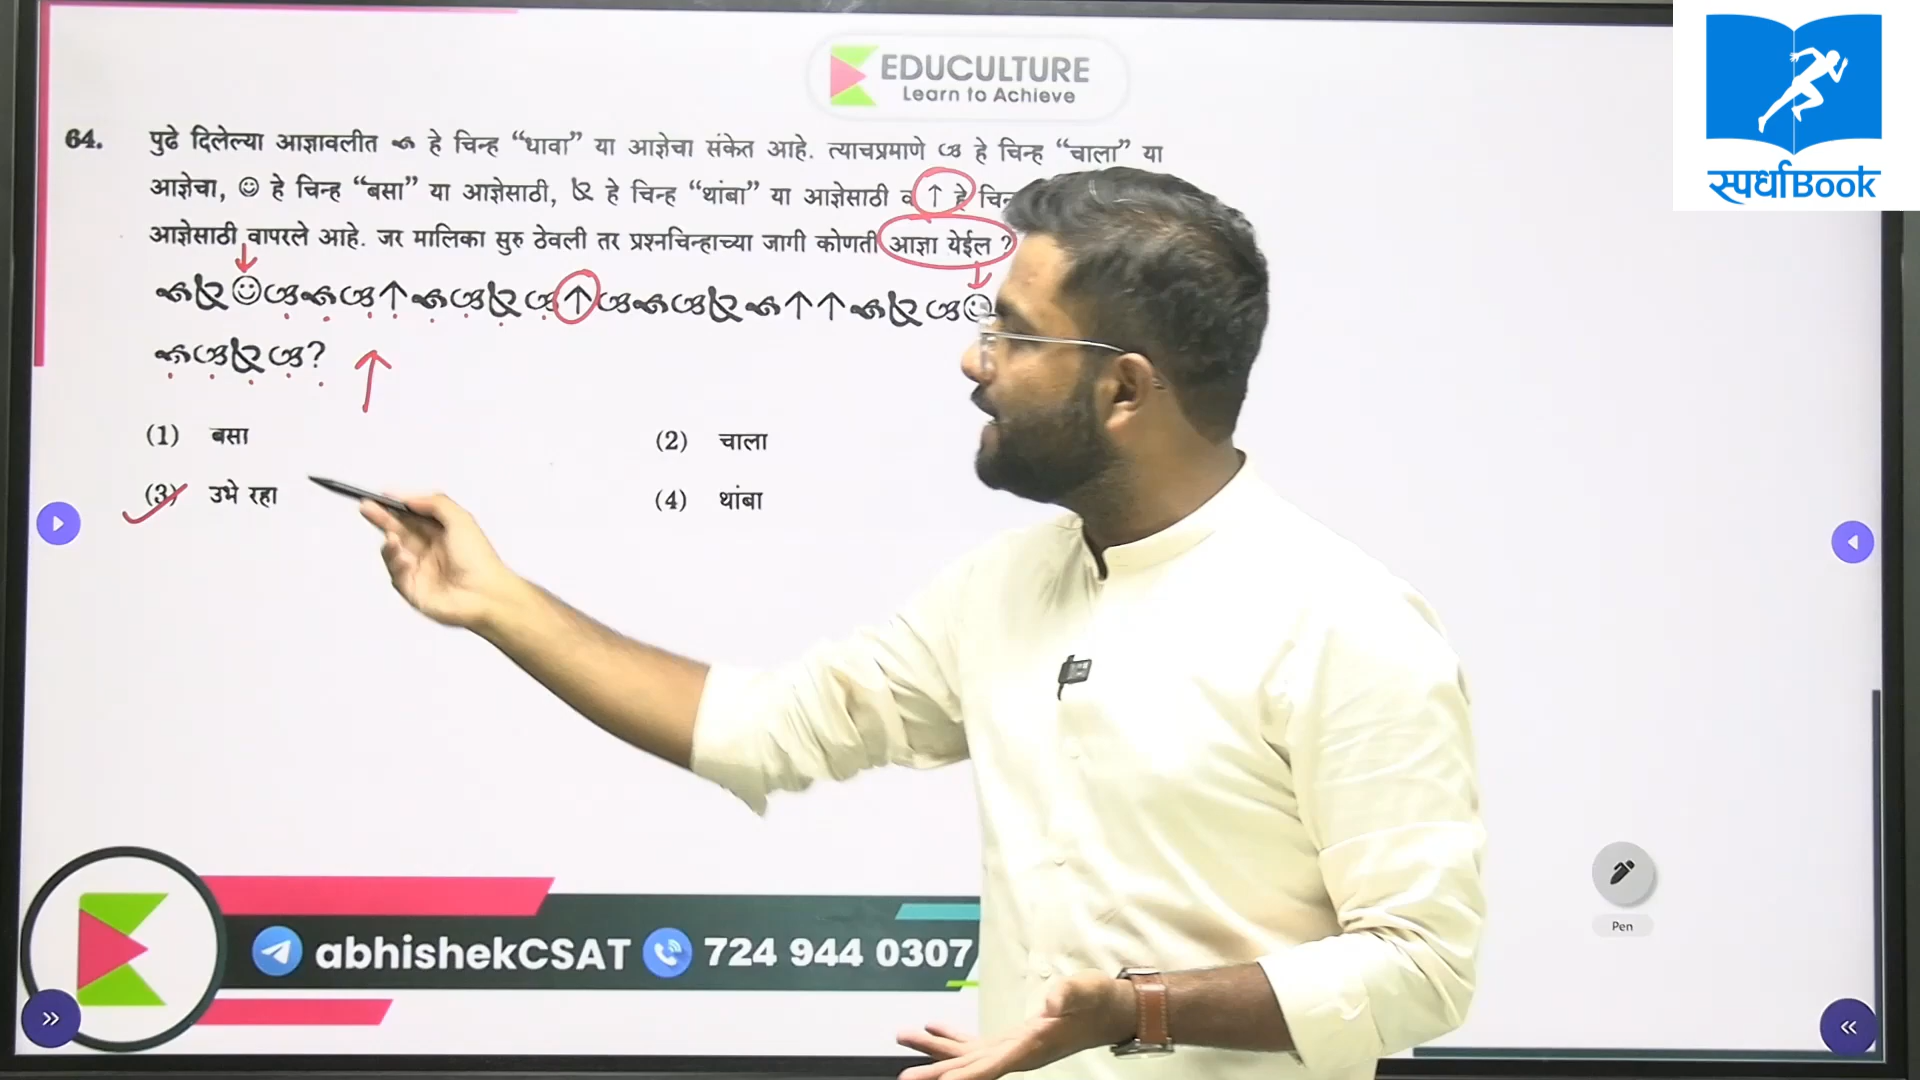 EDUCULTURE
Learn to Achieve
स्पर्धाBook
64. पुढे दिलेल्या आज्ञावलीत हे चिन्ह “धावा” या आज्ञेचा संकेत आहे. त्याचप्रमाणे हे चिन्ह “चाला” या
आज्ञेचा, ☺ हे चिन्ह “बसा” या आज्ञेसाठी, हे चिन्ह “थांबा” या आज्ञेसाठी व ↑ हे
आज्ञेसाठी वापरले आहे. जर मालिका सुरु ठेवली तर प्रश्नचिन्हाच्या जागी कोणती आज्ञा येईल ?
(1) बसा
(2) चाला
(3) उभे रहा
(4) थांबा
abhishekCSAT 724 944 0307
Pen